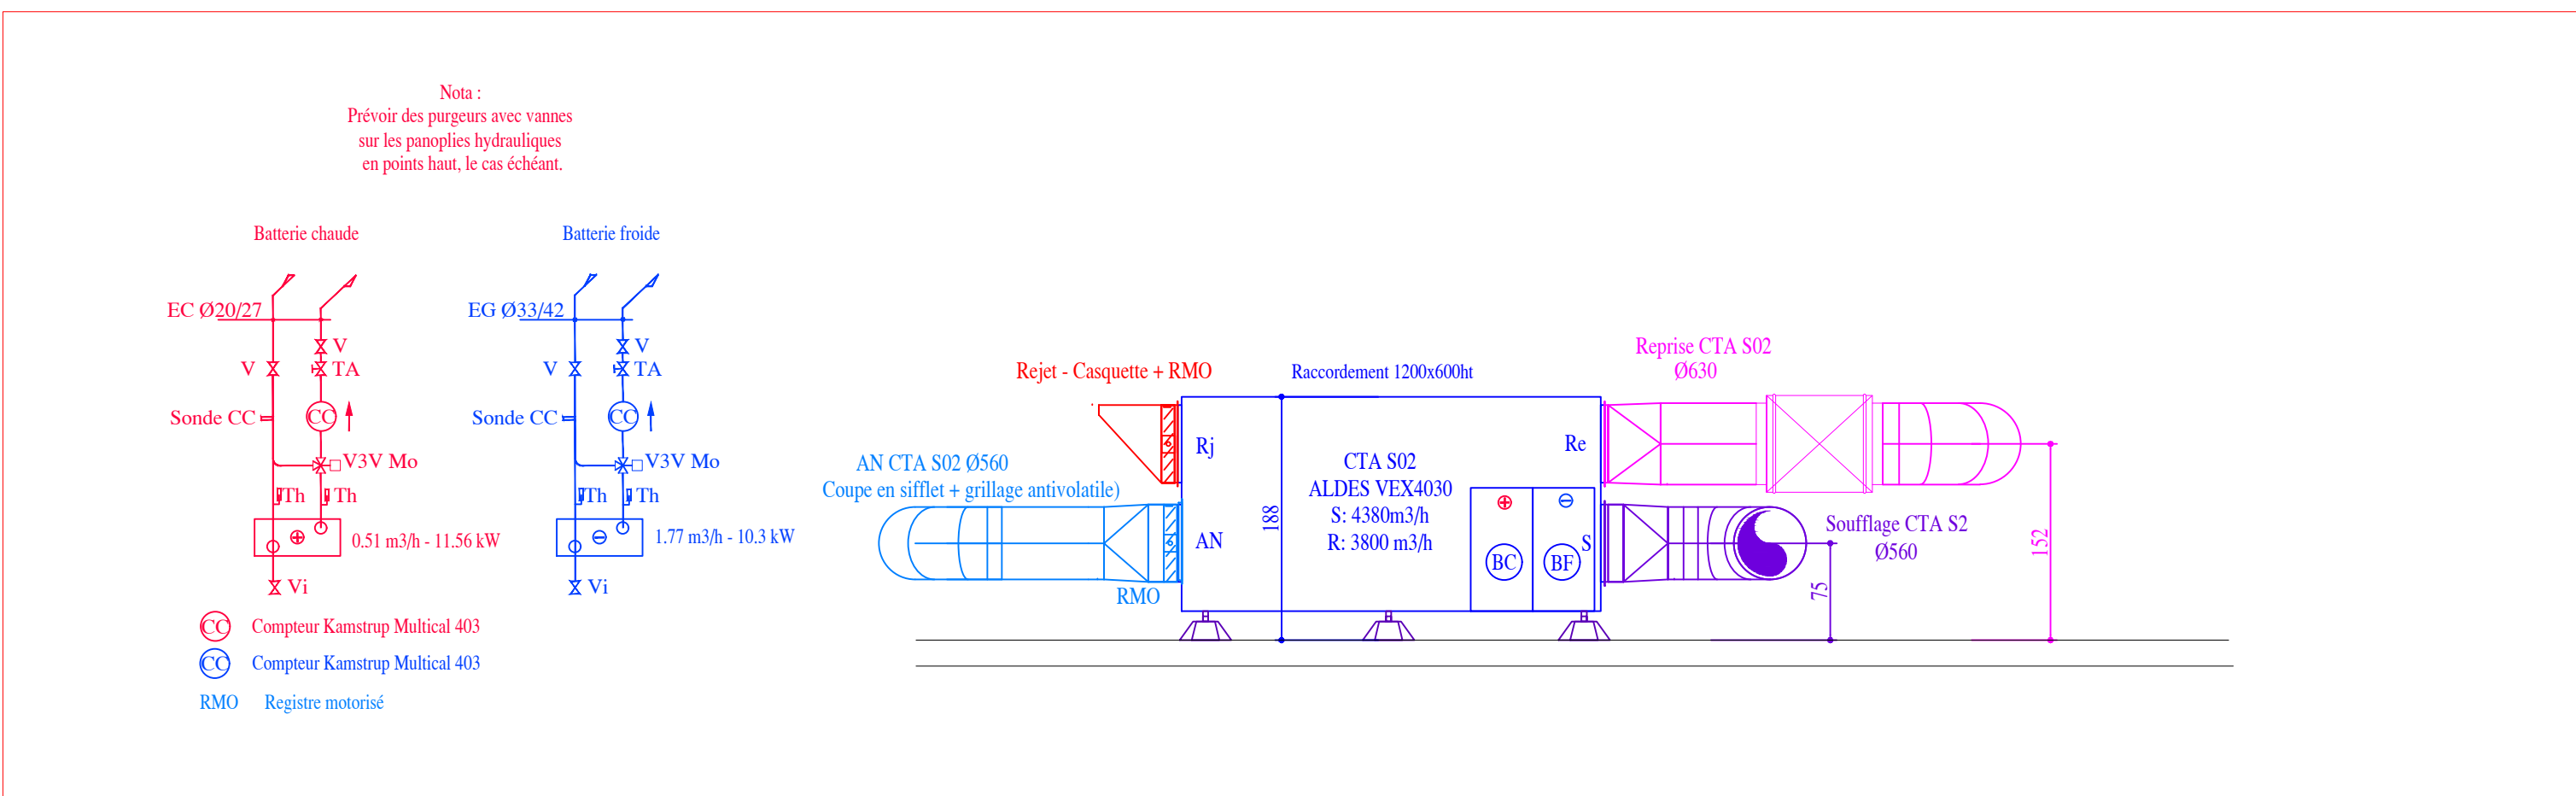 Nota :
Prévoir des purgeurs avec vannes
sur les panoplies hydrauliques
en points haut, le cas échéant.
Batterie chaude
EC Ø20/27
V
V
TA
Sonde CC
CC
V3V Mo
Th
Th
0.51 m3/h - 11.56 kW
Vi
Batterie froide
EG Ø33/42
V
V
TA
Sonde CC
CC
V3V Mo
Th
Th
1.77 m3/h - 10.3 kW
Vi
CC Compteur Kamstrup Multical 403
CC Compteur Kamstrup Multical 403
RMO Registre motorisé
Rejet - Casquette + RMO
Raccordement 1200x600ht
Reprise CTA S02
Ø630
AN CTA S02 Ø560
Coupe en sifflet + grillage antivolatile)
RMO
Rj
AN
188
CTA S02
ALDES VEX4030
S: 4380m3/h
R: 3800 m3/h
Re
S
BC
BF
Soufflage CTA S2
Ø560
75
152